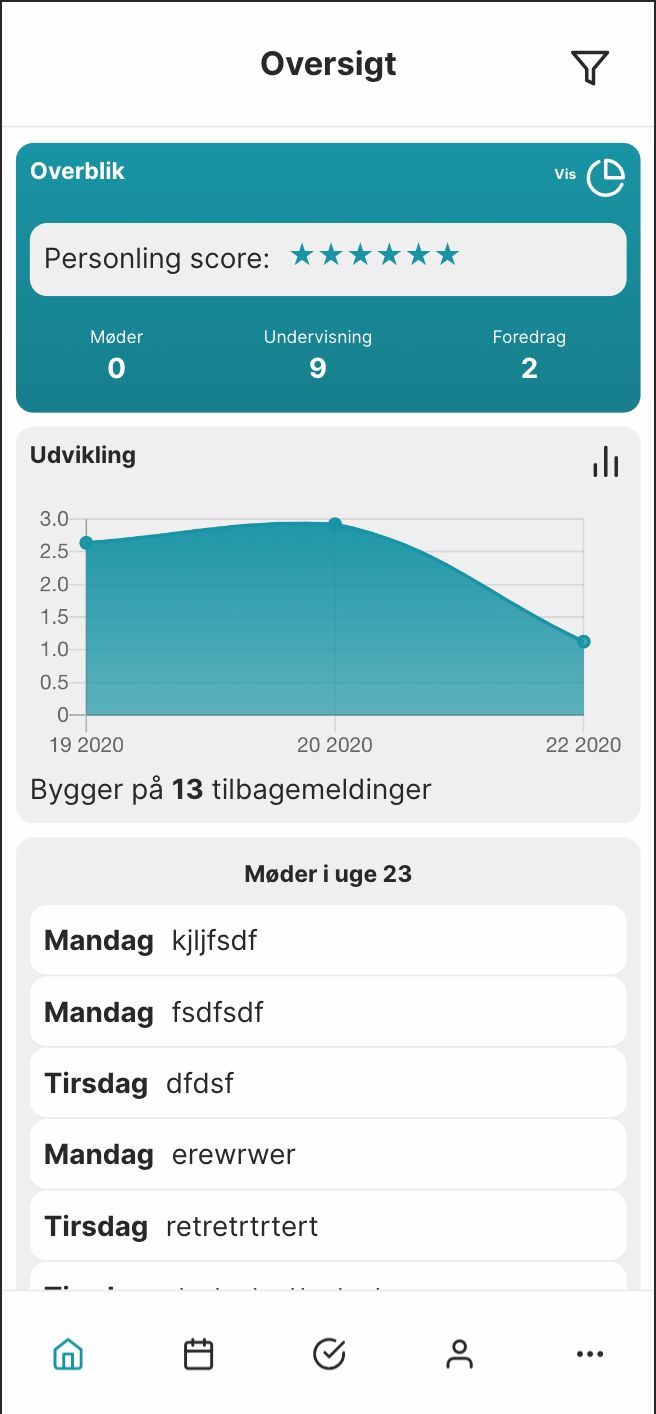 Oversigt
Overblik
Vis
Personling score: ★★★★★★
Møder Undervisning Foredrag
0 9 2
Udvikling
3.0
2.5
2.0
1.5
1.0
0.5
0
19 2020 20 2020 22 2020
Bygger på 13 tilbagemeldinger
Møder i uge 23
Mandag kjljfsdf
Mandag fsdfsdf
Tirsdag dfdsf
Mandag erewrwer
Tirsdag retretrtrtert